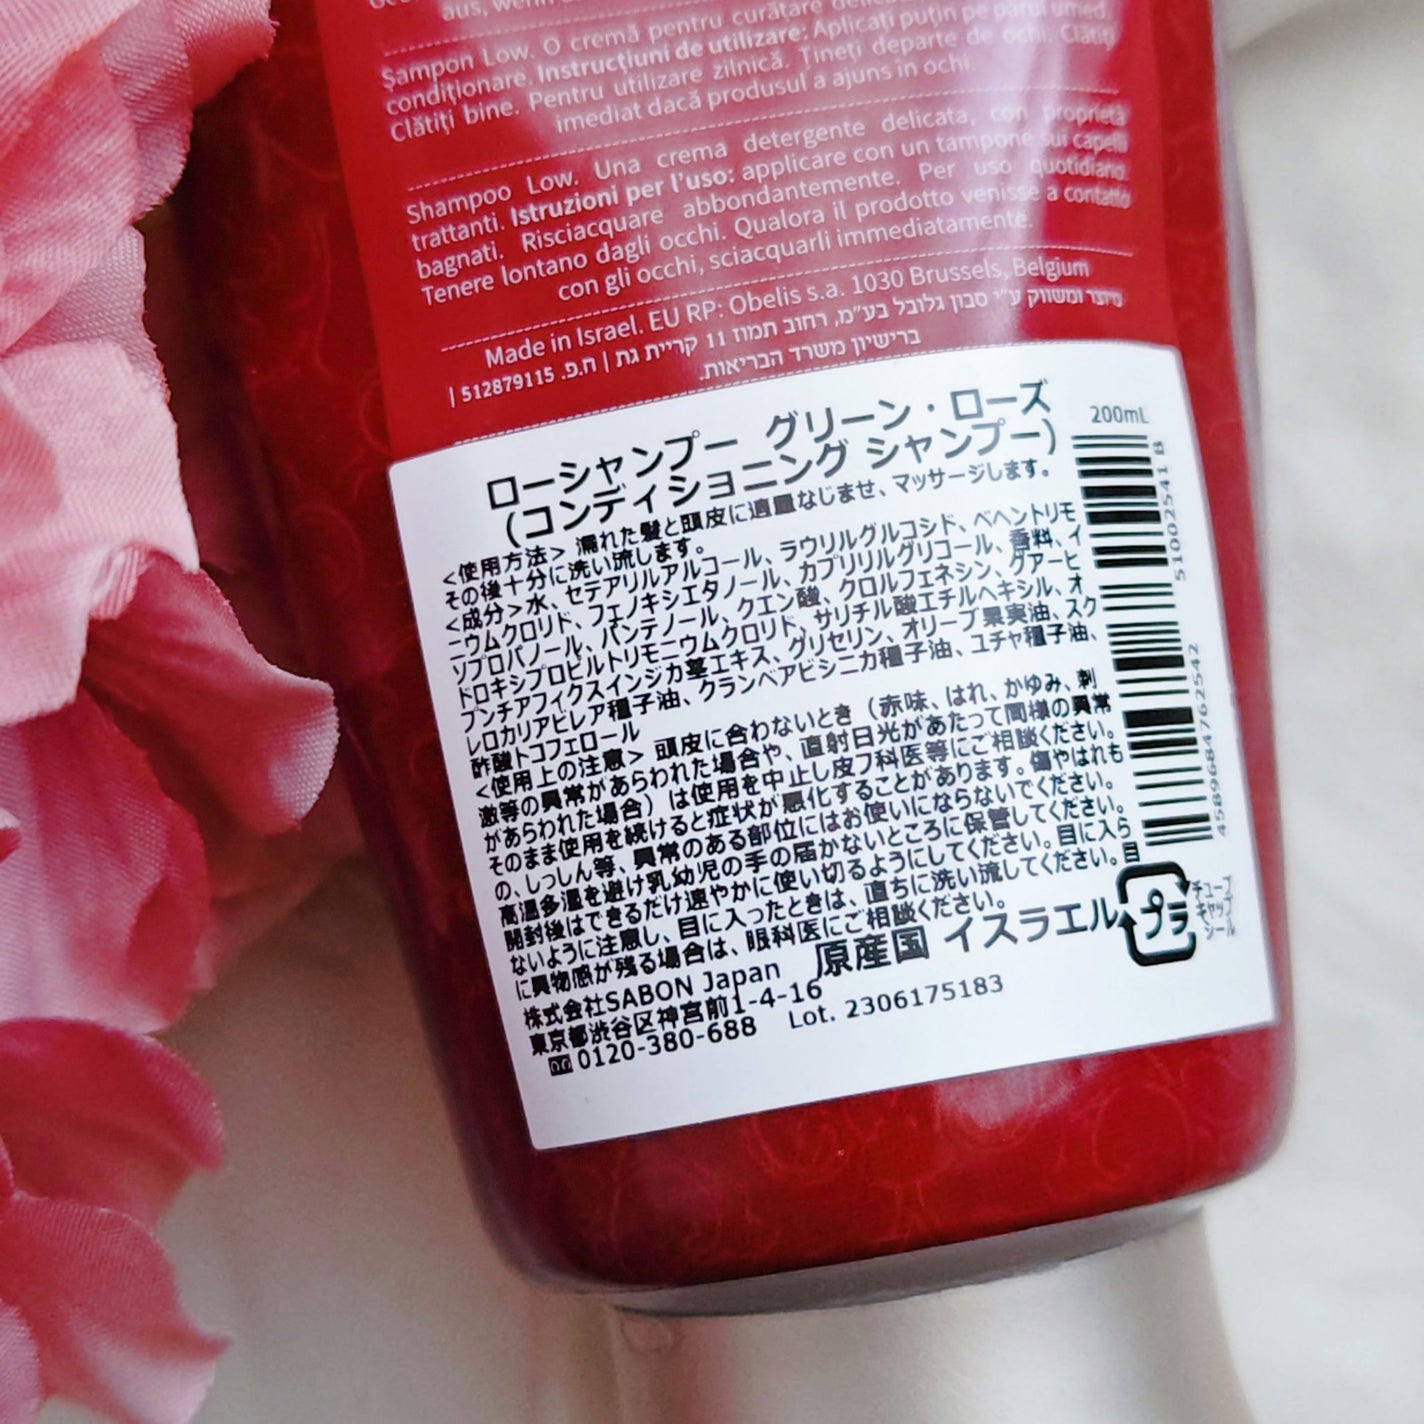 aus, wenn
Șampon Low. O cremă pentru curățare
condiționare. Instrucțiuni de utilizare: Aplicați puțin pe părul umed.
Clătiți bine. Pentru utilizare zilnică. Țineți departe de ochi. Clătiți
imediat dacă produsul a ajuns în ochi.
Shampoo Low. Una crema detergente delicata, con proprietà
trattanti. Istruzioni per l'uso: applicare con un tampone sui capelli
bagnati. Risciacquare abbondantemente. Per uso quotidiano.
Tenere lontano dagli occhi. Qualora il prodotto venisse a contatto
con gli occhi, sciacquarli immediatamente.
Made in Israel. EU RP: Obelis s.a. 1030 Brussels, Belgium
מיוצר ומשווק ע״י סבון גלובל בע״מ, רחוב תמוז 11 קריית גת | ח.פ. 512879115 |
ברישיון משרד הבריאות.
ローシャンプー グリーン・ローズ
(コンディショニング シャンプー)
200mL
<使用方法> 濡れた髪と頭皮に適量なじませ、マッサージします。
その後十分に洗い流します。
<成分>水、セテアリルアルコール、ラウリルグルコシド、ベヘントリモ
ニウムクロリド、フェノキシエタノール、カプリリルグリコール、香料、イ
ソプロパノール、パンテノール、クエン酸、クロルフェネシン、グアーヒ
ドロキシプロピルトリモニウムクロリド、サリチル酸エチルヘキシル、オ
プンチアフィクスインジカ茎エキス、グリセリン、オリーブ果実油、スク
レロカリアビレア種子油、クランベアビシニカ種子油、ユチャ種子油、
酢酸トコフェロール
<使用上の注意> 頭皮に合わないとき（赤味、はれ、かゆみ、刺
激等の異常があらわれた場合や、直射日光があたって同様の異常
があらわれた場合）は使用を中止し皮フ科医等にご相談ください。
そのまま使用を続けると症状が悪化することがあります。傷やはれも
の、しっしん等、異常のある部位にはお使いにならないでください。
高温多湿を避け乳幼児の手の届かないところに保管してください。
開封後はできるだけ速やかに使い切るようにしてください。目に入ら
ないように注意し、目に入ったときは、直ちに洗い流してください。目
に異物感が残る場合は、眼科医にご相談ください。
株式会社SABON Japan 原産国 イスラエル
東京都渋谷区神宮前1-4-16
0120-380-688 Lot. 2306175183
プラ
チューブ
キャップ
シール
51002541 B
4589684762542